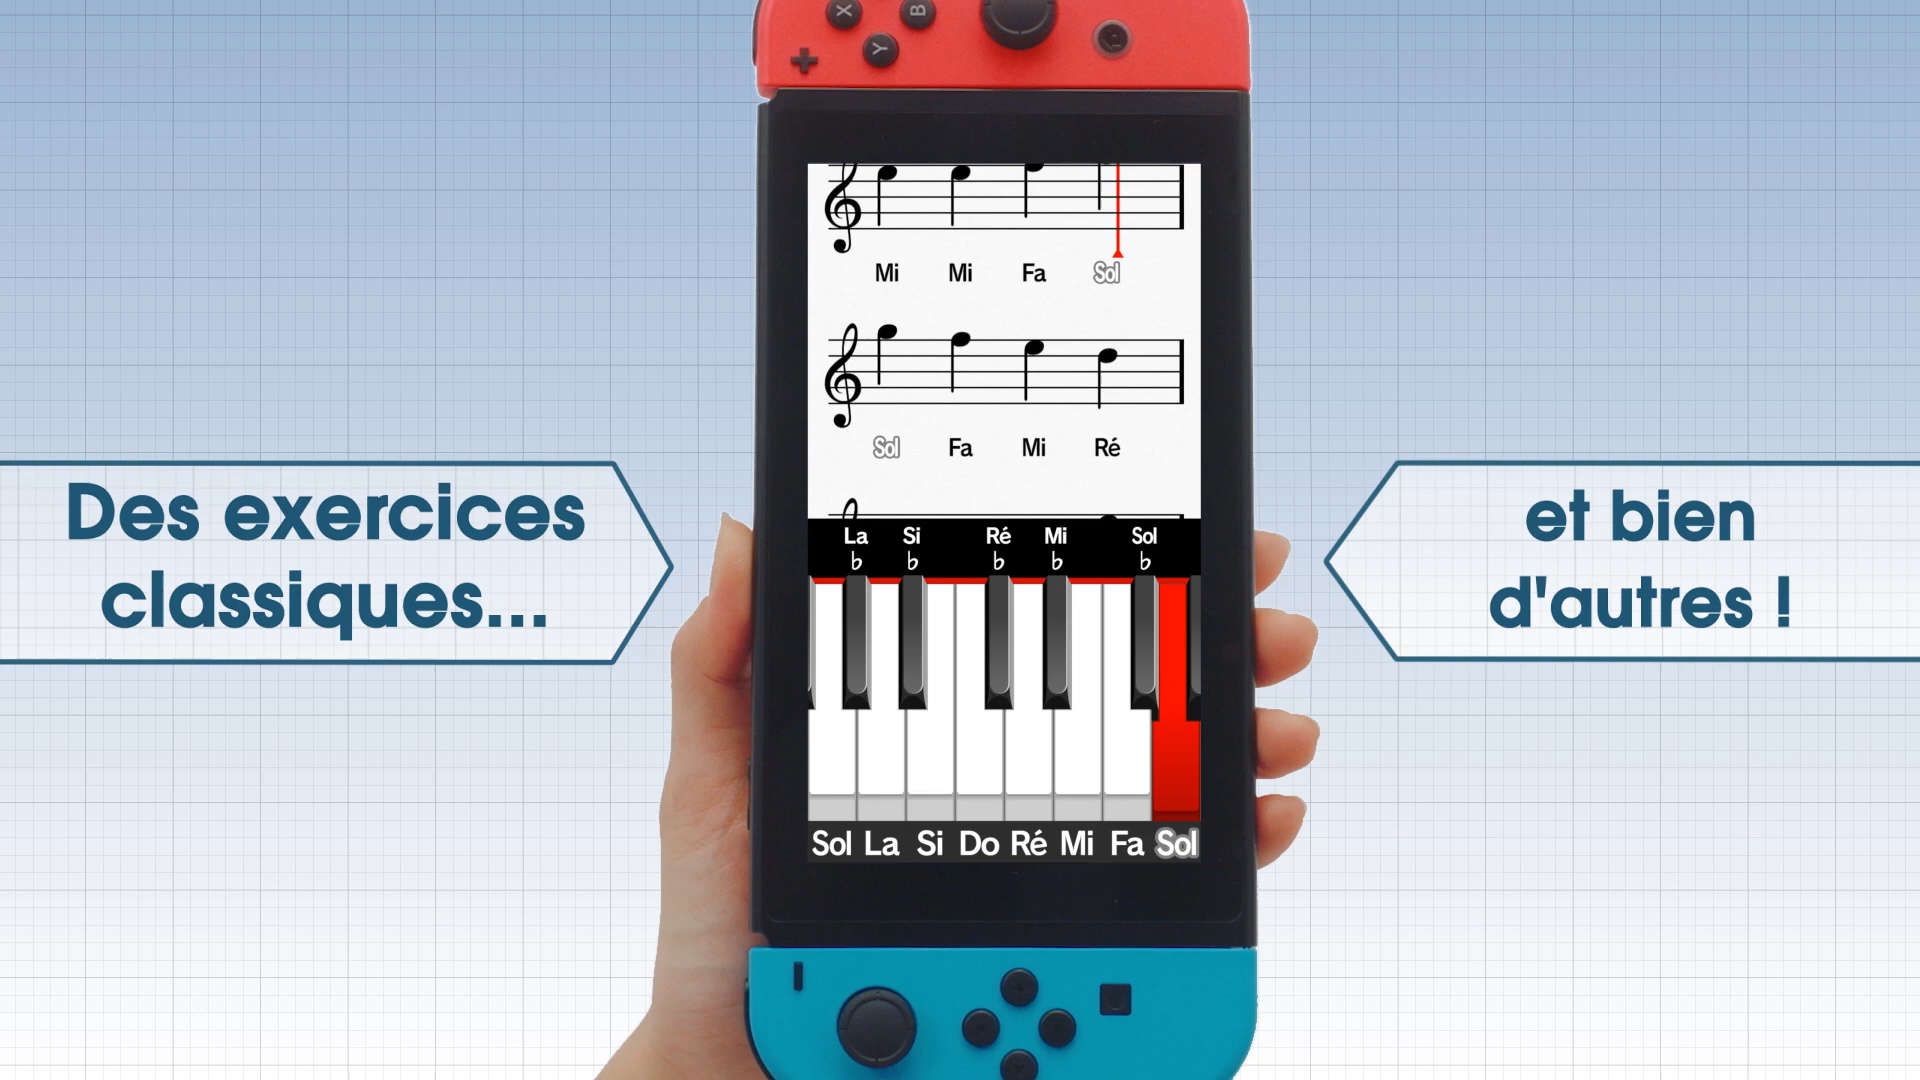 X B
Y
Mi Mi Fa Sol
Sol Fa Mi Ré
La Si Ré Mi Sol
♭ ♭ ♭ ♭ ♭
Sol La Si Do Ré Mi Fa Sol
Des exercices
classiques...
et bien
d'autres !